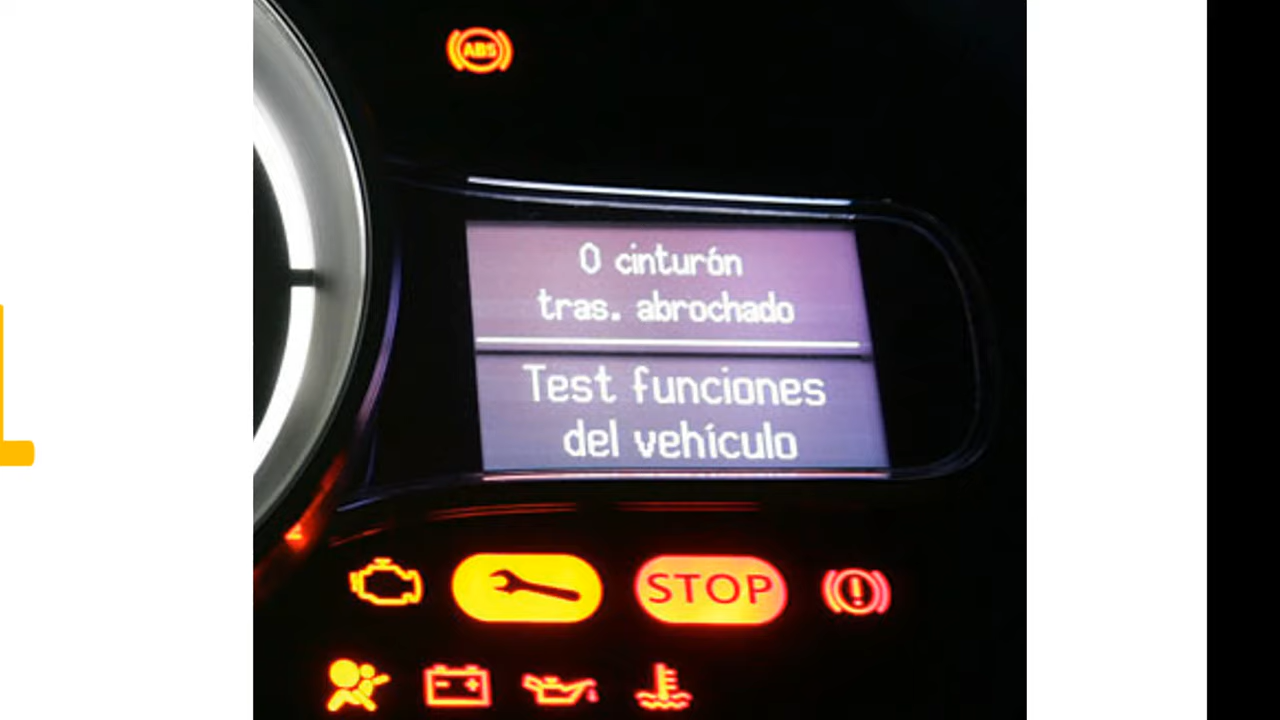 ABS
0 cinturón
tras. abrochado
Test funciones
del vehículo
STOP